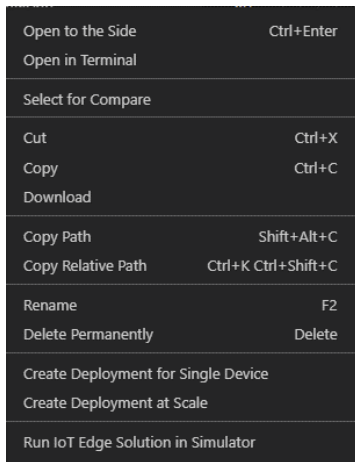 Open to the Side Ctrl+Enter
Open in Terminal
Select for Compare
Cut Ctrl+X
Copy Ctrl+C
Download
Copy Path Shift+Alt+C
Copy Relative Path Ctrl+K Ctrl+Shift+C
Rename F2
Delete Permanently Delete
Create Deployment for Single Device
Create Deployment at Scale
Run IoT Edge Solution in Simulator